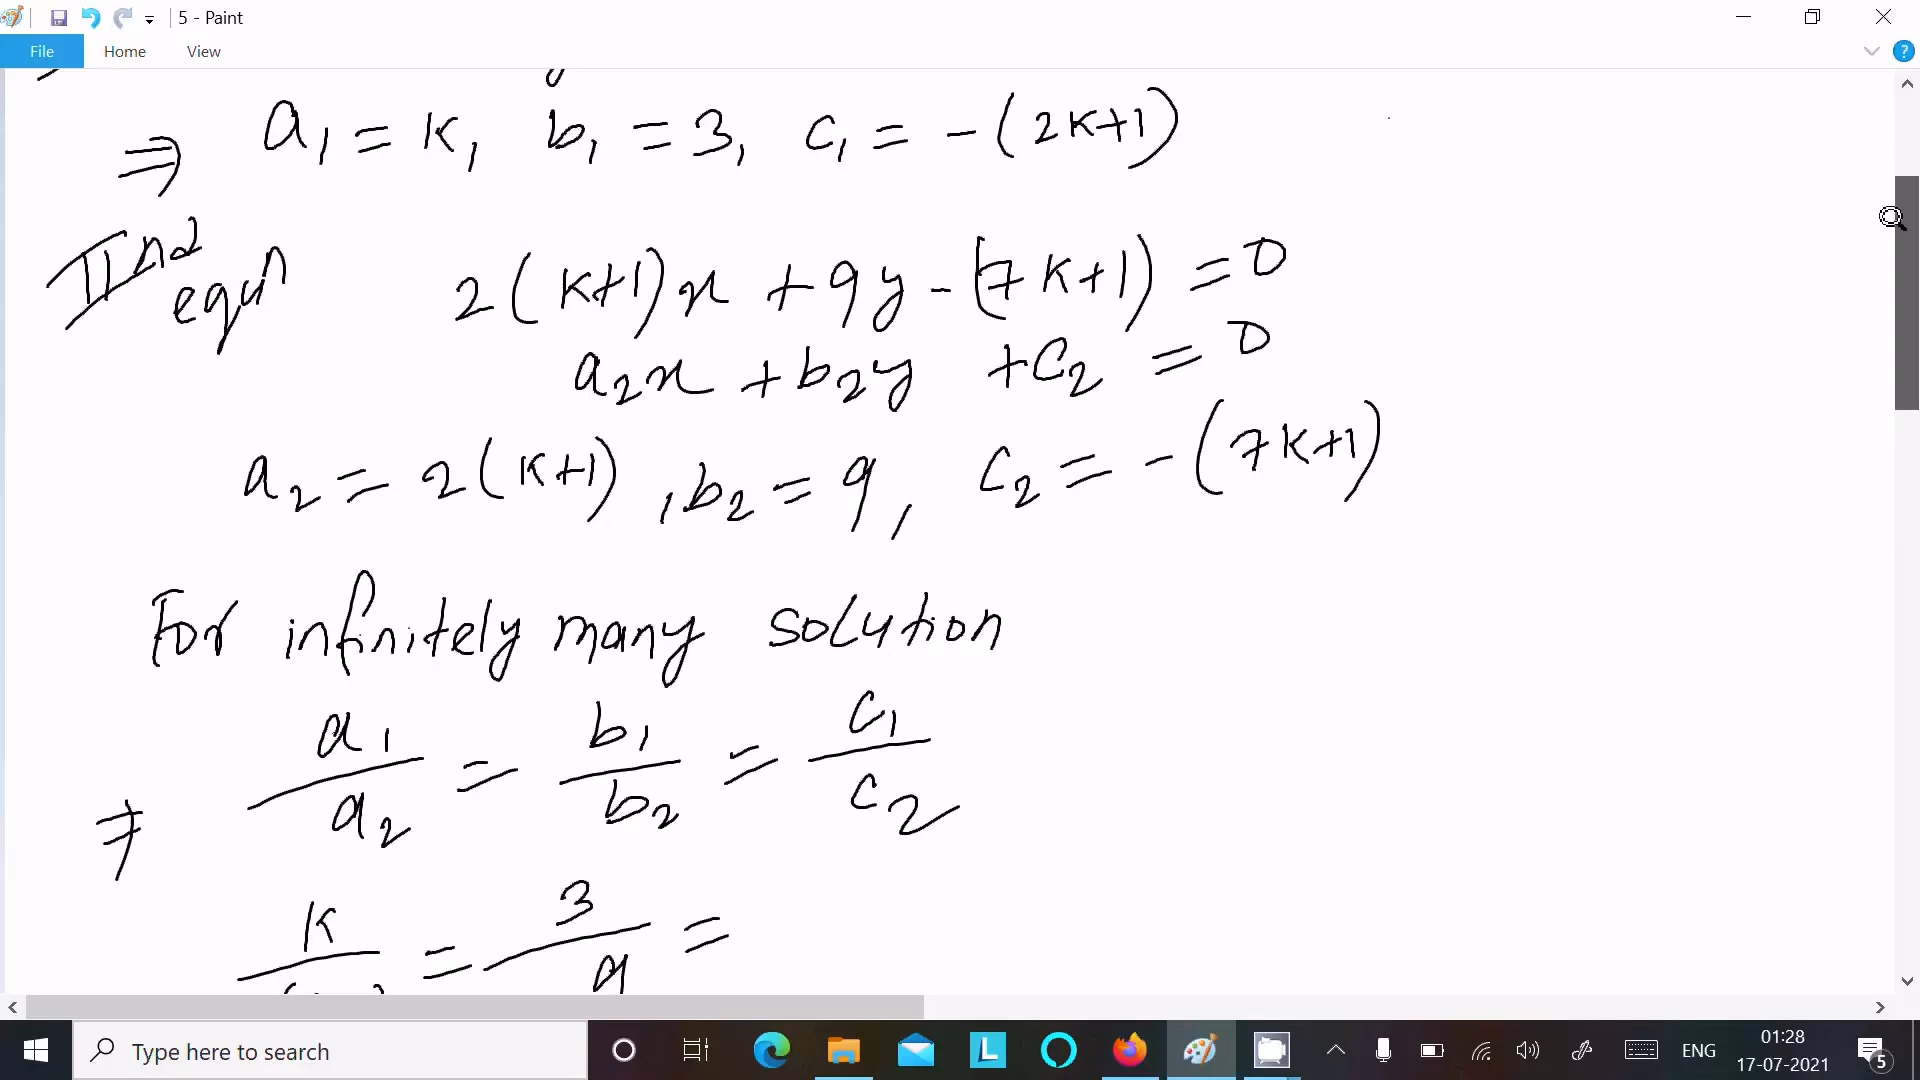 5 - Paint
File Home View
⇒ a₁ = K, b₁ = 3, c₁ = -(2K+1)
IInd equn 2(K+1)x + 9y - (7K+1) = 0
a₂x + b₂y + C₂ = 0
a₂ = 2(K+1), b₂ = 9, c₂ = -(7K+1)
For infinitely many solution
⇒ a₁/a₂ = b₁/b₂ = c₁/c₂
K/ = 3/9 =
Type here to search
ENG
01:28
17-07-2021
5